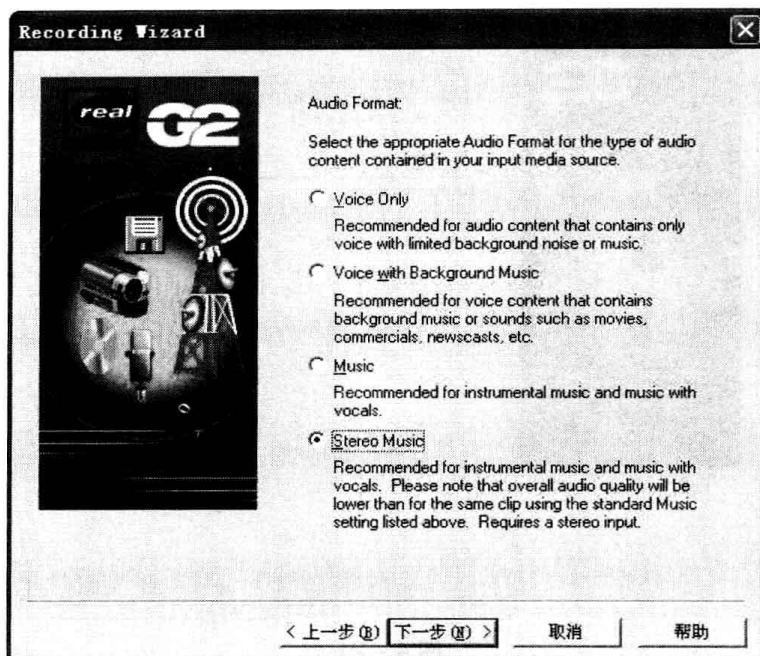 Recording Wizard
real
G2
Audio Format:
Select the appropriate Audio Format for the type of audio
content contained in your input media source.
Voice Only
Recommended for audio content that contains only
voice with limited background noise or music.
Voice with Background Music
Recommended for voice content that contains
background music or sounds such as movies,
commercials, newscasts, etc.
Music
Recommended for instrumental music and music with
vocals.
Stereo Music
Recommended for instrumental music and music with
vocals. Please note that overall audio quality will be
lower than for the same clip using the standard Music
setting listed above. Requires a stereo input.
< 上一步(B) 下一步(N) > 取消 帮助